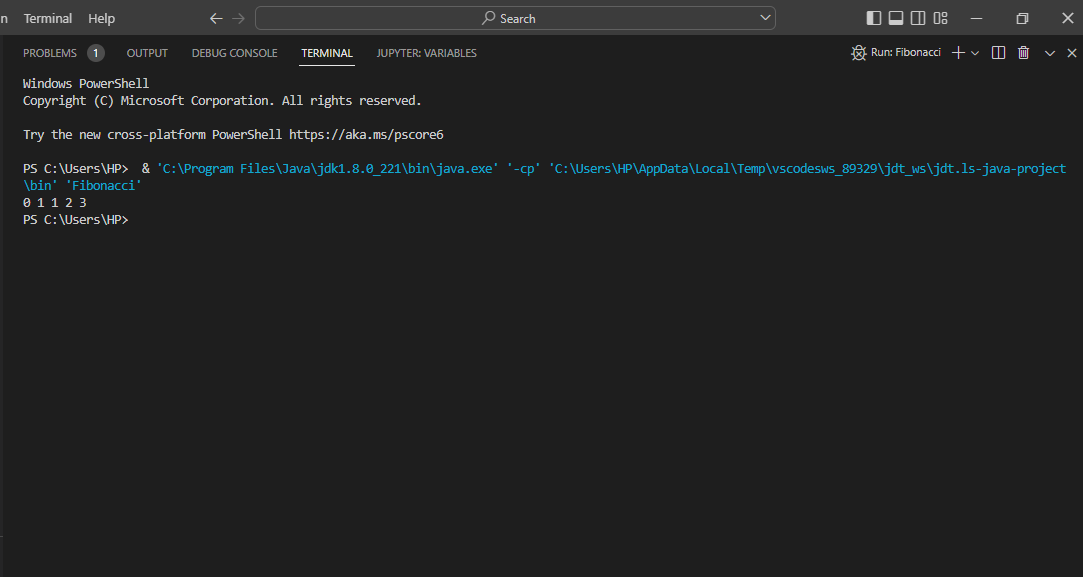 n Terminal Help Search
PROBLEMS 1 OUTPUT DEBUG CONSOLE TERMINAL JUPYTER: VARIABLES Run: Fibonacci
Windows PowerShell
Copyright (C) Microsoft Corporation. All rights reserved.
Try the new cross-platform PowerShell https://aka.ms/pscore6
PS C:\Users\HP>  & 'C:\Program Files\Java\jdk1.8.0_221\bin\java.exe' '-cp' 'C:\Users\HP\AppData\Local\Temp\vscodesws_89329\jdt_ws\jdt.ls-java-project
\bin' 'Fibonacci'
0 1 1 2 3
PS C:\Users\HP>